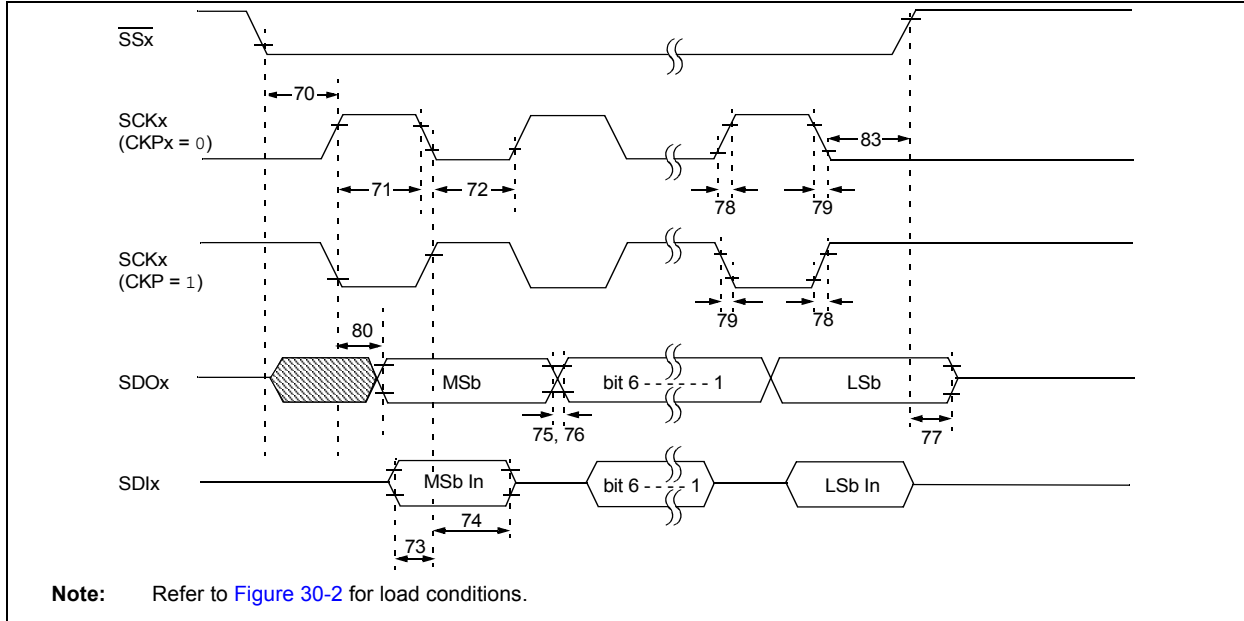 SSx
70
SCKx
(CKPx = 0)
83
71
72
78
79
SCKx
(CKP = 1)
79
78
80
SDOx
MSb
bit 6 - - - - - - 1
LSb
75, 76
77
SDIx
MSb In
bit 6 - - - - - 1
LSb In
74
73
Note: Refer to Figure 30-2 for load conditions.